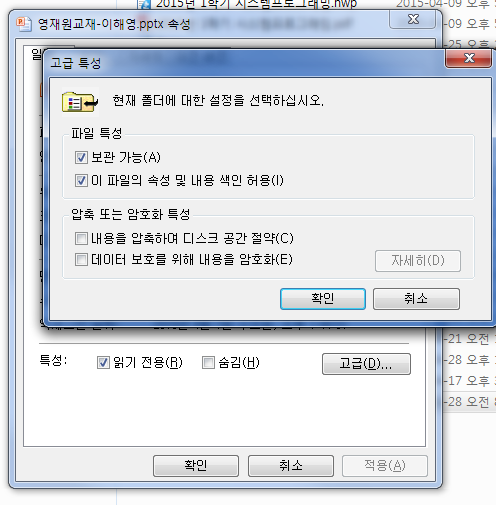 2015년 1학기 시스템프로그래밍.hwp
2015-04-09 오후
영재원교재-이해영.pptx 속성
고급 특성
현재 폴더에 대한 설정을 선택하십시오.
파일 특성
보관 가능(A)
이 파일의 속성 및 내용 색인 허용(I)
압축 또는 암호화 특성
내용을 압축하여 디스크 공간 절약(C)
데이터 보호를 위해 내용을 암호화(E)
자세히(D)
확인
취소
-21 오전
특성:
읽기 전용(R)
숨김(H)
고급(D)...
-28 오후
-17 오후
-28 오전
확인
취소
적용(A)